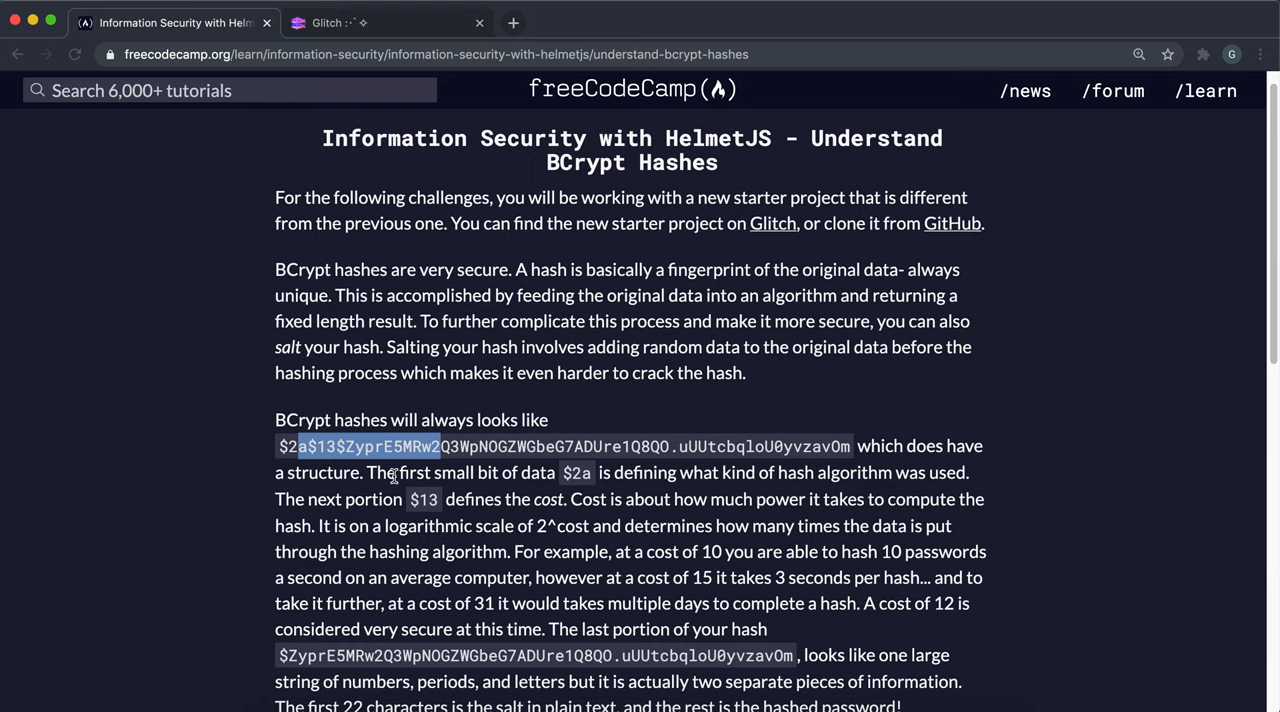 Information Security with Helm
Glitch :·ﾟ✧
freecodecamp.org/learn/information-security/information-security-with-helmetjs/understand-bcrypt-hashes
G
Search 6,000+ tutorials
freeCodeCamp
/news
/forum
/learn
Information Security with HelmetJS - Understand
BCrypt Hashes
For the following challenges, you will be working with a new starter project that is different
from the previous one. You can find the new starter project on Glitch, or clone it from GitHub.
BCrypt hashes are very secure. A hash is basically a fingerprint of the original data- always
unique. This is accomplished by feeding the original data into an algorithm and returning a
fixed length result. To further complicate this process and make it more secure, you can also
salt your hash. Salting your hash involves adding random data to the original data before the
hashing process which makes it even harder to crack the hash.
BCrypt hashes will always looks like
$2a$13$ZyprE5MRw2Q3WpNOGZWGbeG7ADUre1Q8QO.uUUtcbqloU0yvzavOm which does have
a structure. The first small bit of data $2a is defining what kind of hash algorithm was used.
The next portion $13 defines the cost. Cost is about how much power it takes to compute the
hash. It is on a logarithmic scale of 2^cost and determines how many times the data is put
through the hashing algorithm. For example, at a cost of 10 you are able to hash 10 passwords
a second on an average computer, however at a cost of 15 it takes 3 seconds per hash... and to
take it further, at a cost of 31 it would takes multiple days to complete a hash. A cost of 12 is
considered very secure at this time. The last portion of your hash
$ZyprE5MRw2Q3WpNOGZWGbeG7ADUre1Q8QO.uUUtcbqloU0yvzavOm, looks like one large
string of numbers, periods, and letters but it is actually two separate pieces of information.
The first 22 characters is the salt in plain text, and the rest is the hashed password!